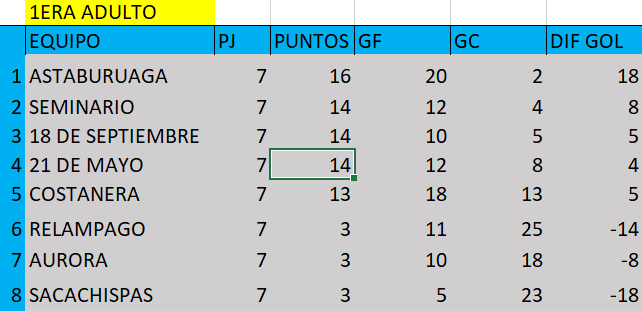 1ERA ADULTO
EQUIPO PJ PUNTOS GF GC DIF GOL
1 ASTABURUAGA 7 16 20 2 18
2 SEMINARIO 7 14 12 4 8
3 18 DE SEPTIEMBRE 7 14 10 5 5
4 21 DE MAYO 7 14 12 8 4
5 COSTANERA 7 13 18 13 5
6 RELAMPAGO 7 3 11 25 -14
7 AURORA 7 3 10 18 -8
8 SACACHISPAS 7 3 5 23 -18